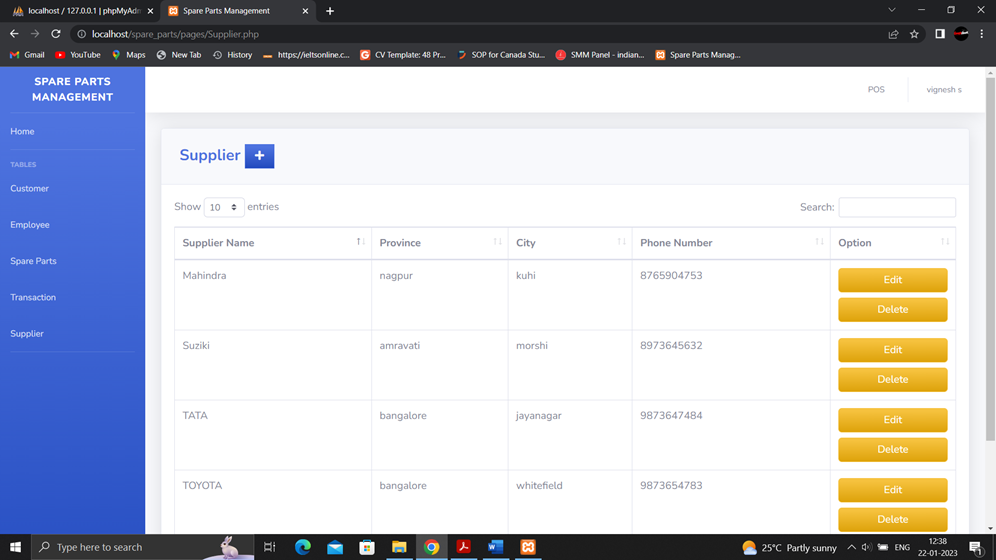 localhost / 127.0.0.1 | phpMyAdm
Spare Parts Management
localhost/spare_parts/pages/Supplier.php
Gmail YouTube Maps New Tab History https://ieltsonline.c... CV Template: 48 Pr... SOP for Canada Stu... SMM Panel - indian... Spare Parts Manag...
SPARE PARTS
MANAGEMENT
POS vignesh s
Home
TABLES
Customer
Employee
Spare Parts
Transaction
Supplier
Supplier +
Show 10 entries Search:
Supplier Name Province City Phone Number Option
Mahindra nagpur kuhi 8765904753 Edit
Delete
Suziki amravati morshi 8973645632 Edit
Delete
TATA bangalore jayanagar 9873647484 Edit
Delete
TOYOTA bangalore whitefield 9873654783 Edit
Delete
Type here to search 25°C Partly sunny ENG 12:38
22-01-2023